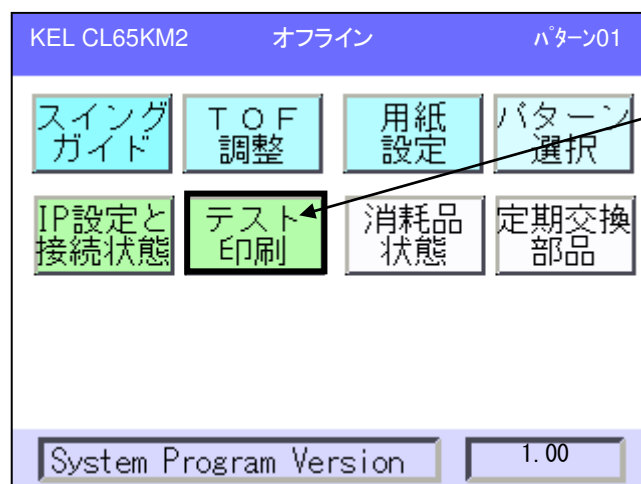 KEL CL65KM2 オフライン ﾊﾟﾀｰﾝ01
スイング
ガイド
ＴＯＦ
調整
用紙
設定
パターン
選択
IP設定と
接続状態
テスト
印刷
消耗品
状態
定期交換
部品
System Program Version 1.00